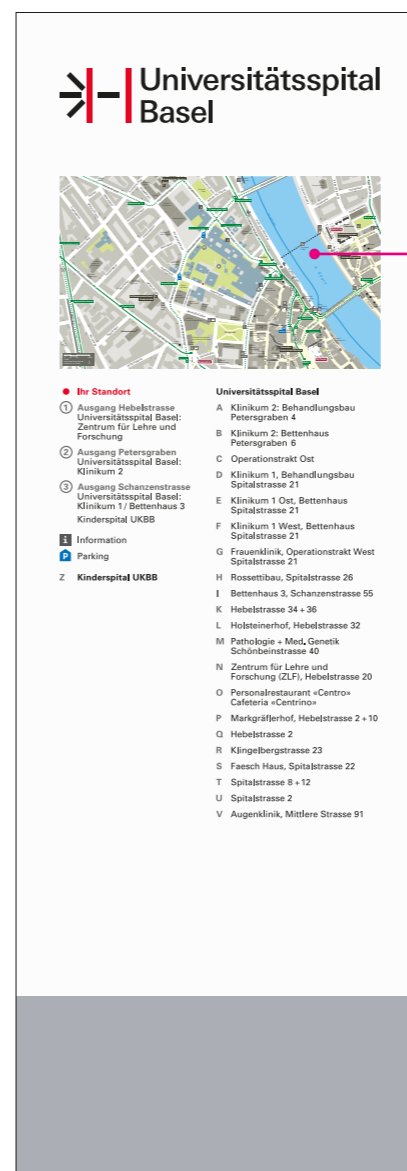 Universitätsspital
Basel
Ihr Standort
1 Ausgang Hebelstrasse
Universitätsspital Basel:
Zentrum für Lehre und
Forschung
2 Ausgang Petersgraben
Universitätsspital Basel:
Klinikum 2
3 Ausgang Schanzenstrasse
Universitätsspital Basel:
Klinikum 1 / Bettenhaus 3
Kinderspital UKBB
i Information
P Parking
Z Kinderspital UKBB
Universitätsspital Basel
A Klinikum 2: Behandlungsbau
Petersgraben 4
B Klinikum 2: Bettenhaus
Petersgraben 6
C Operationstrakt Ost
D Klinikum 1, Behandlungsbau
Spitalstrasse 21
E Klinikum 1 Ost, Bettenhaus
Spitalstrasse 21
F Klinikum 1 West, Bettenhaus
Spitalstrasse 21
G Frauenklinik, Operationstrakt West
Spitalstrasse 21
H Rossettibau, Spitalstrasse 26
I Bettenhaus 3, Schanzenstrasse 55
K Hebelstrasse 34 + 36
L Holsteinerhof, Hebelstrasse 32
M Pathologie + Med. Genetik
Schönbeinstrasse 40
N Zentrum für Lehre und
Forschung (ZLF), Hebelstrasse 20
O Personalrestaurant «Centro»
Cafeteria «Centrino»
P Markgräflerhof, Hebelstrasse 2 + 10
Q Hebelstrasse 2
R Klingelbergstrasse 23
S Faesch Haus, Spitalstrasse 22
T Spitalstrasse 8 + 12
U Spitalstrasse 2
V Augenklinik, Mittlere Strasse 91